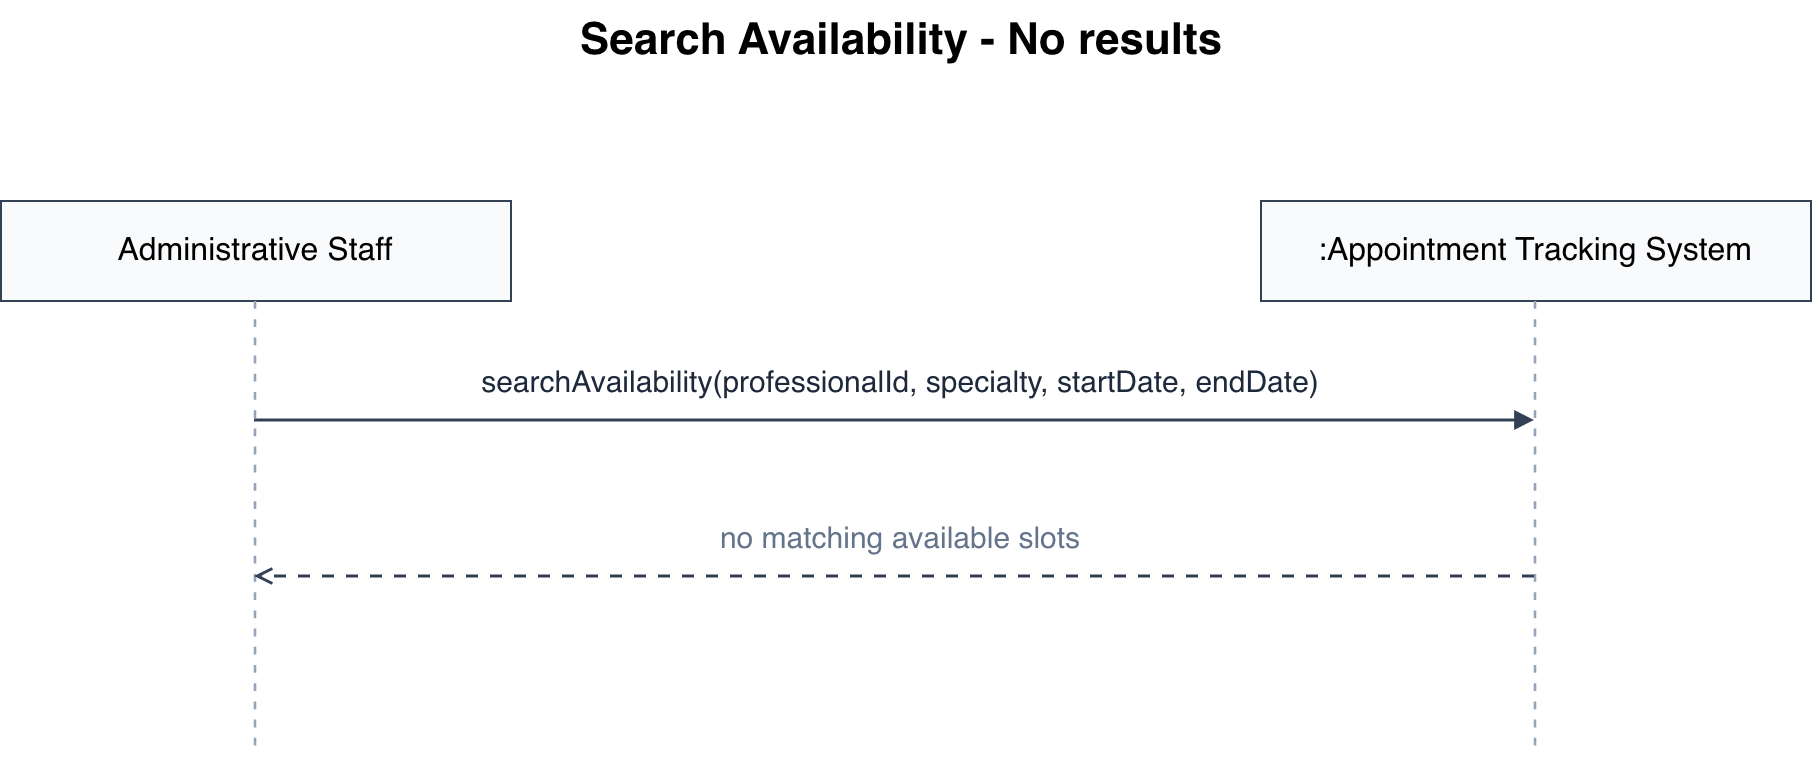 Search Availability - No results
Administrative Staff
:Appointment Tracking System
searchAvailability(professionalId, specialty, startDate, endDate)
no matching available slots